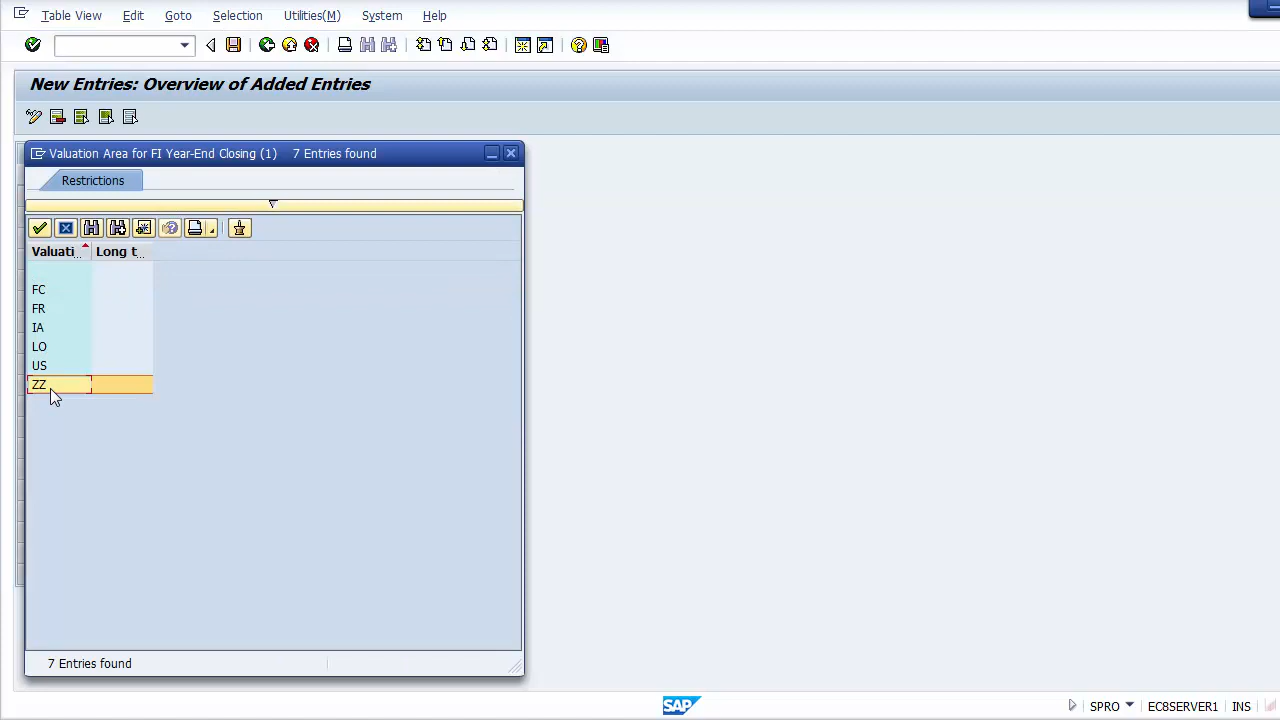 Table View Edit Goto Selection Utilities(M) System Help
New Entries: Overview of Added Entries
Valuation Area for FI Year-End Closing (1) 7 Entries found
Restrictions
Valuati.. Long t..
FC
FR
IA
LO
US
ZZ
7 Entries found
SAP SPRO EC8SERVER1 INS